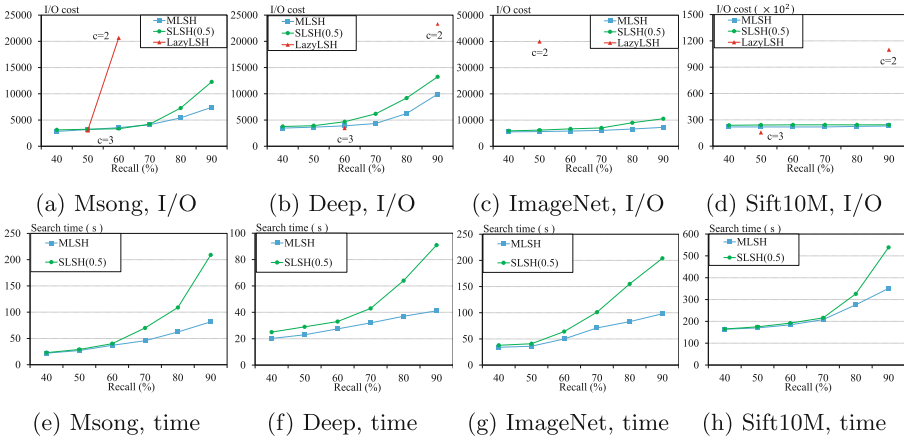 I/O cost
25000
20000
15000
10000
5000
0
MLSH
SLSH(0.5)
LazyLSH
c=2
c=3
40 50 60 70 80 90
Recall (%)
(a) Msong, I/O
I/O cost
25000
20000
15000
10000
5000
0
MLSH
SLSH(0.5)
LazyLSH
c=2
c=3
40 50 60 70 80 90
Recall (%)
(b) Deep, I/O
I/O cost
50000
40000
30000
20000
10000
0
MLSH
SLSH(0.5)
LazyLSH
c=2
40 50 60 70 80 90
Recall (%)
(c) ImageNet, I/O
I/O cost ( × 10²)
1500
1200
900
600
300
0
MLSH
SLSH(0.5)
LazyLSH
c=2
c=3
40 50 60 70 80 90
Recall (%)
(d) Sift10M, I/O
Search time ( s )
250
200
150
100
50
0
MLSH
SLSH(0.5)
40 50 60 70 80 90
Recall (%)
(e) Msong, time
Search time ( s )
100
80
60
40
20
0
MLSH
SLSH(0.5)
40 50 60 70 80 90
Recall (%)
(f) Deep, time
Search time ( s )
250
200
150
100
50
0
MLSH
SLSH(0.5)
40 50 60 70 80 90
Recall (%)
(g) ImageNet, time
Search time ( s )
600
500
400
300
200
100
0
MLSH
SLSH(0.5)
40 50 60 70 80 90
Recall (%)
(h) Sift10M, time